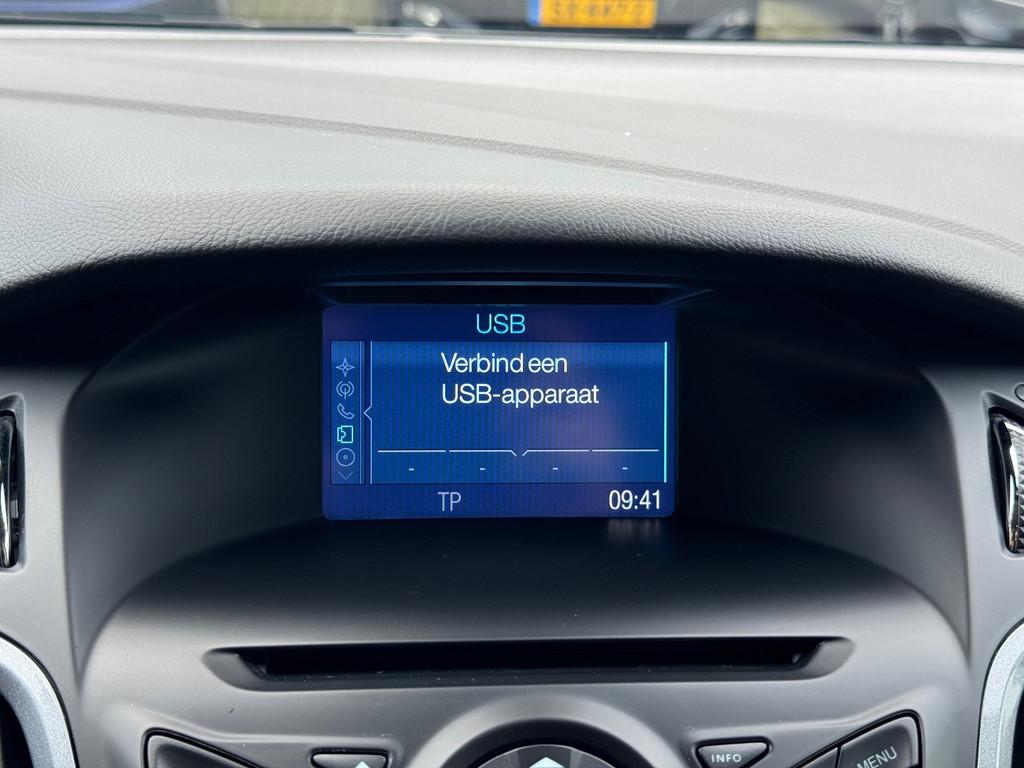 USB
Verbind een
USB-apparaat
- - - -
TP 09:41
INFO
MENU